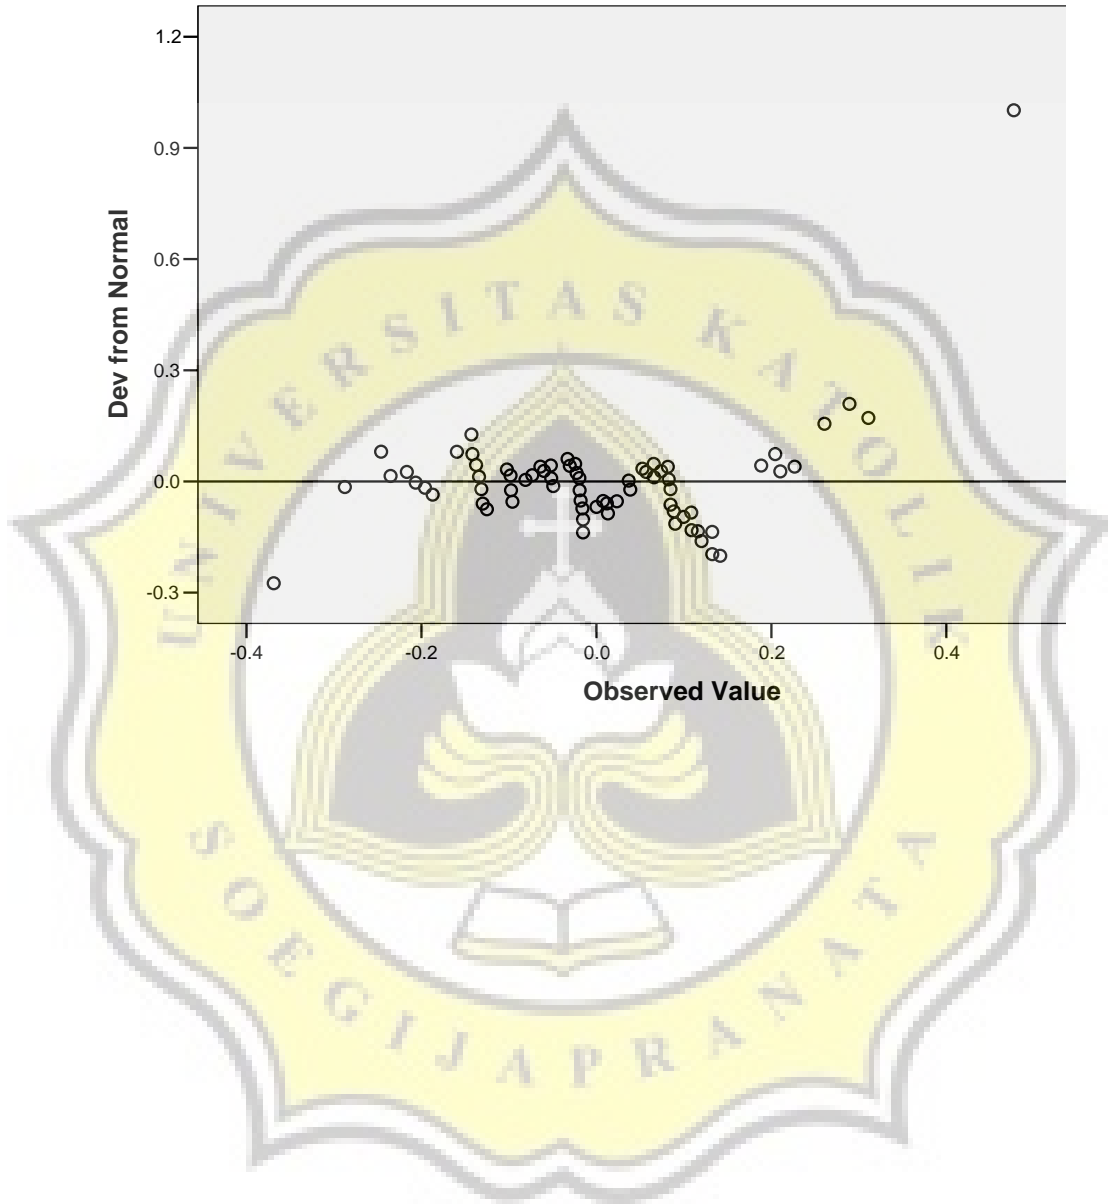 1.2
0.9
0.6
0.3
0.0
-0.3
Dev from Normal
-0.4 -0.2 0.0 0.2 0.4
Observed Value
UNIVERSITAS KATOLIK
SOEGIJAPRANATA